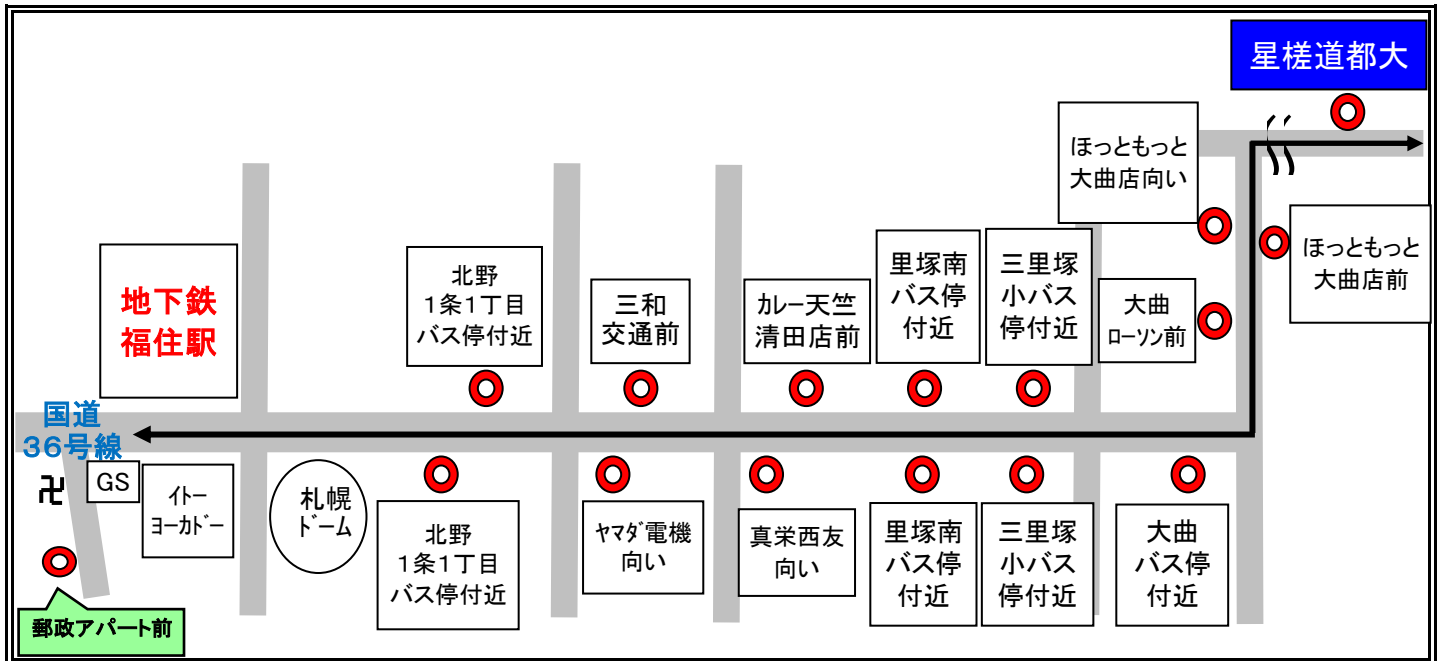 星槎道都大
ほっともっと
大曲店向い
ほっともっと
大曲店前
地下鉄
福住駅
北野
1条1丁目
バス停付近
三和
交通前
カレー天竺
清田店前
里塚南
バス停
付近
三里塚
小バス
停付近
大曲
ローソン前
国道
36号線
卍
GS
イトー
ヨーカドー
札幌
ドーム
北野
1条1丁目
バス停付近
ヤマダ電機
向い
真栄西友
向い
里塚南
バス停
付近
三里塚
小バス
停付近
大曲
バス停
付近
郵政アパート前